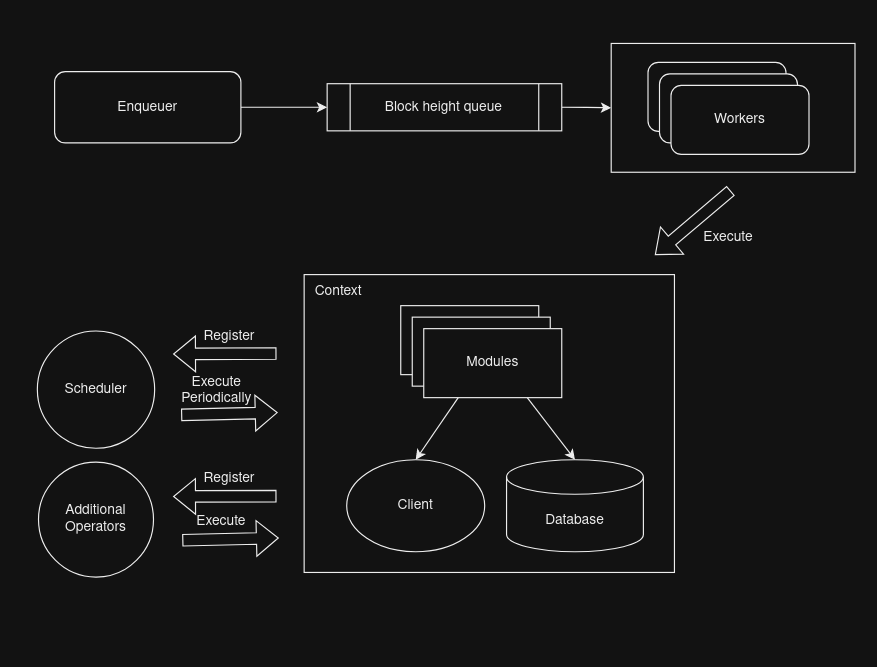 Enqueuer
Block height queue
Workers
Execute
Context
Modules
Register
Scheduler
Execute
Periodically
Client
Database
Register
Additional
Operators
Execute